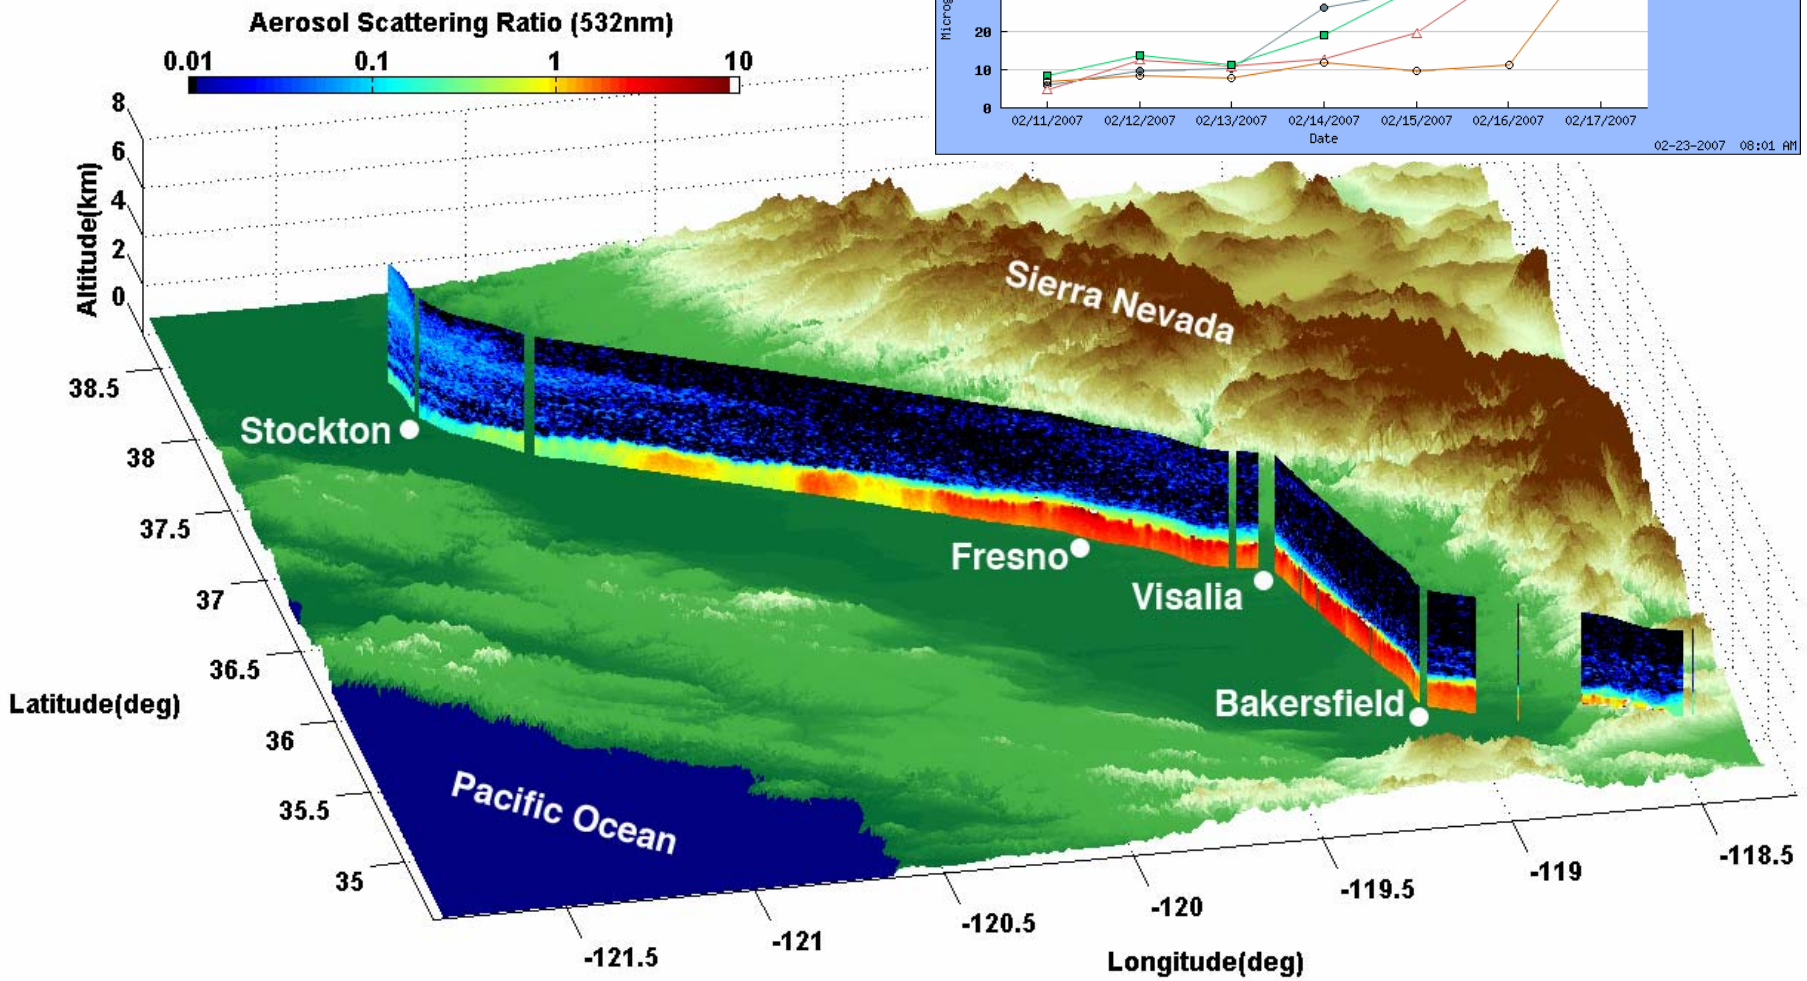 Aerosol Scattering Ratio (532nm)
0.01 0.1 1 10
8
6
4
2
0
Altitude(km)
20
10
0
02/11/2007 02/12/2007 02/13/2007 02/14/2007 02/15/2007 02/16/2007 02/17/2007
Date
02-23-2007 08:01 AM
Sierra Nevada
Stockton
Fresno
Visalia
Bakersfield
Pacific Ocean
38.5
38
37.5
37
36.5
36
35.5
35
Latitude(deg)
-121.5
-121
-120.5
-120
-119.5
-119
-118.5
Longitude(deg)